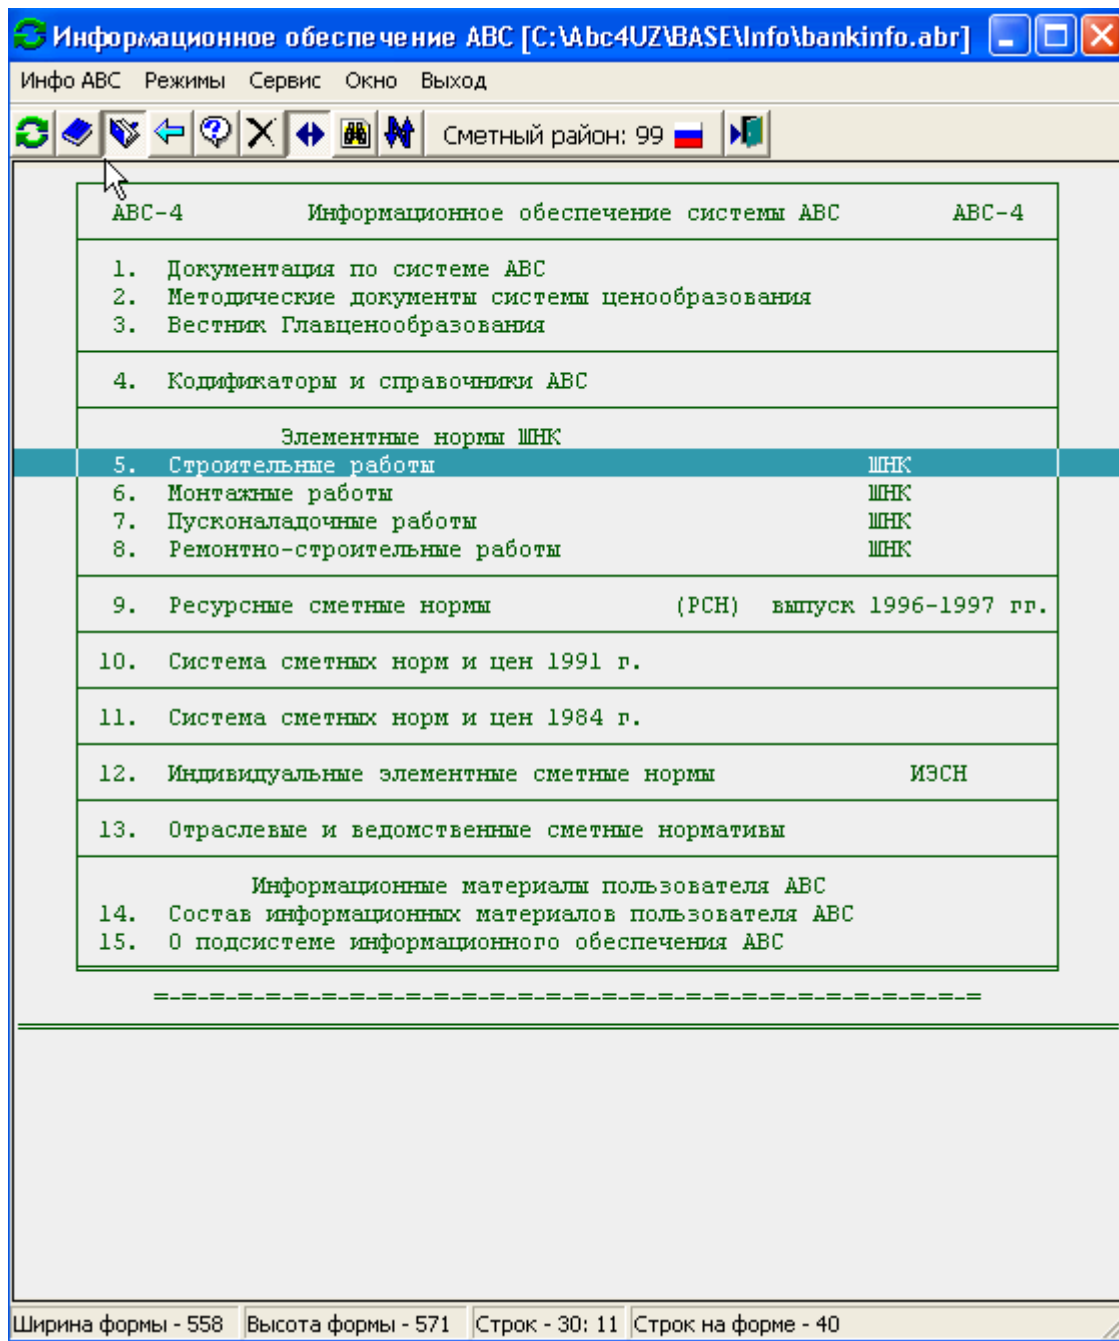 Информационное обеспечение ABC [C:\Abc4UZ\BASE\Info\bankinfo.abr]
Инфо ABC Режимы Сервис Окно Выход
Сметный район: 99
АВС-4 Информационное обеспечение системы АВС АВС-4
1. Документация по системе АВС
2. Методические документы системы ценообразования
3. Вестник Главценообразования
4. Кодификаторы и справочники АВС
Элементные нормы ШНК
5. Строительные работы ШНК
6. Монтажные работы ШНК
7. Пусконаладочные работы ШНК
8. Ремонтно-строительные работы ШНК
9. Ресурсные сметные нормы (РСН) выпуск 1996-1997 гг.
10. Система сметных норм и цен 1991 г.
11. Система сметных норм и цен 1984 г.
12. Индивидуальные элементные сметные нормы ИЭСН
13. Отраслевые и ведомственные сметные нормативы
Информационные материалы пользователя АВС
14. Состав информационных материалов пользователя АВС
15. О подсистеме информационного обеспечения АВС
Ширина формы - 558 Высота формы - 571 Строк - 30: 11 Строк на форме - 40